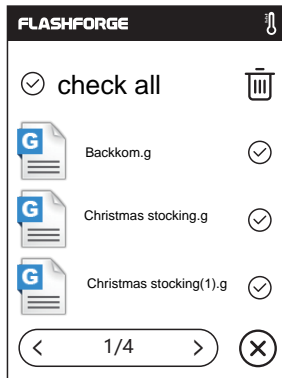 FLASHFORGE
check all
G
Backkom.g
G
Christmas stocking.g
G
Christmas stocking(1).g
1/4